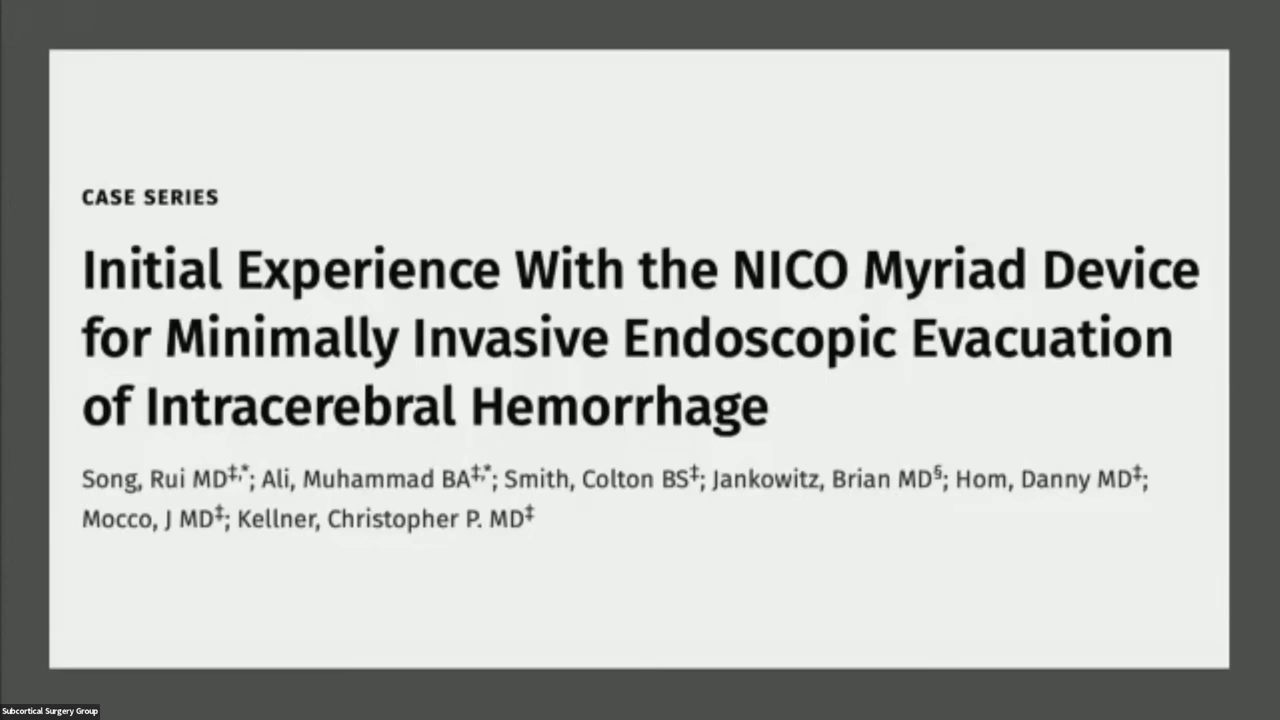 CASE SERIES
Initial Experience With the NICO Myriad Device
for Minimally Invasive Endoscopic Evacuation
of Intracerebral Hemorrhage
Song, Rui MD‡,*; Ali, Muhammad BA‡,*; Smith, Colton BS‡; Jankowitz, Brian MD§; Hom, Danny MD‡;
Mocco, J MD‡; Kellner, Christopher P. MD‡
Subcortical Surgery Group